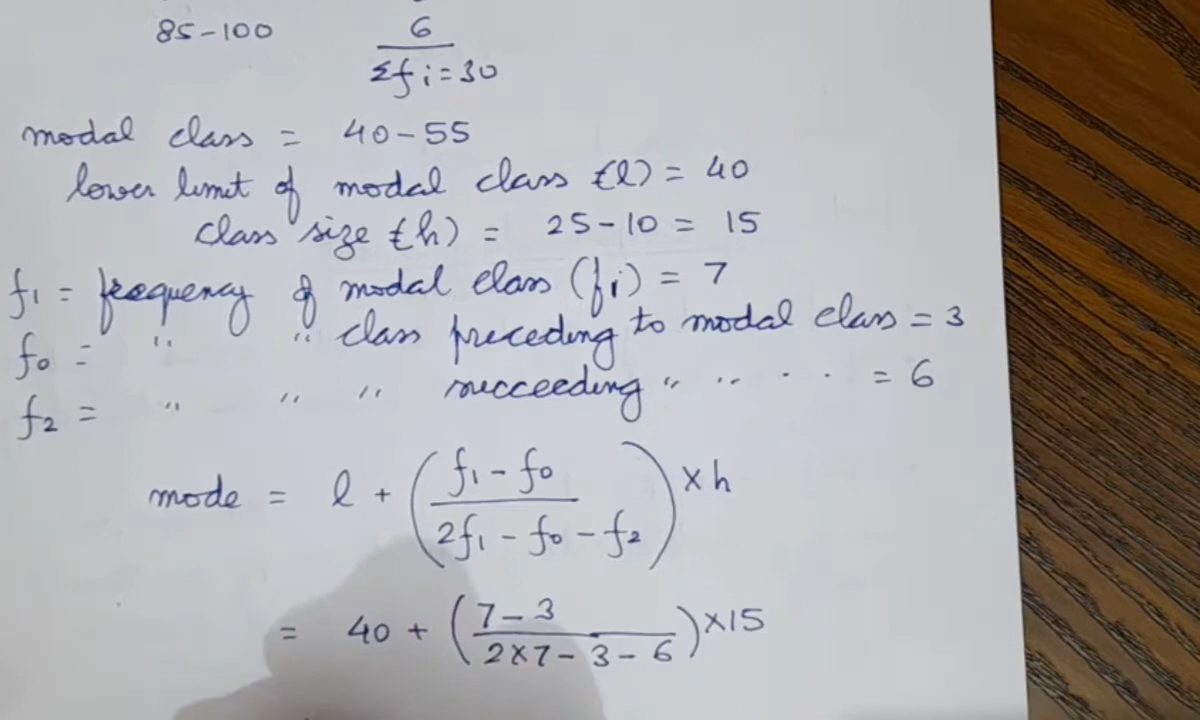 85-100 6
Σfi=30
modal class = 40-55
lower limit of modal class (l) = 40
class size (h) = 25-10 = 15
f1 = frequency of modal class (fi) = 7
f0 = " " class preceding to modal class = 3
f2 = " " " succeeding " " . . = 6
mode = l + (f1 - f0 / 2f1 - f0 - f2) × h
= 40 + (7-3 / 2×7-3-6) ×15